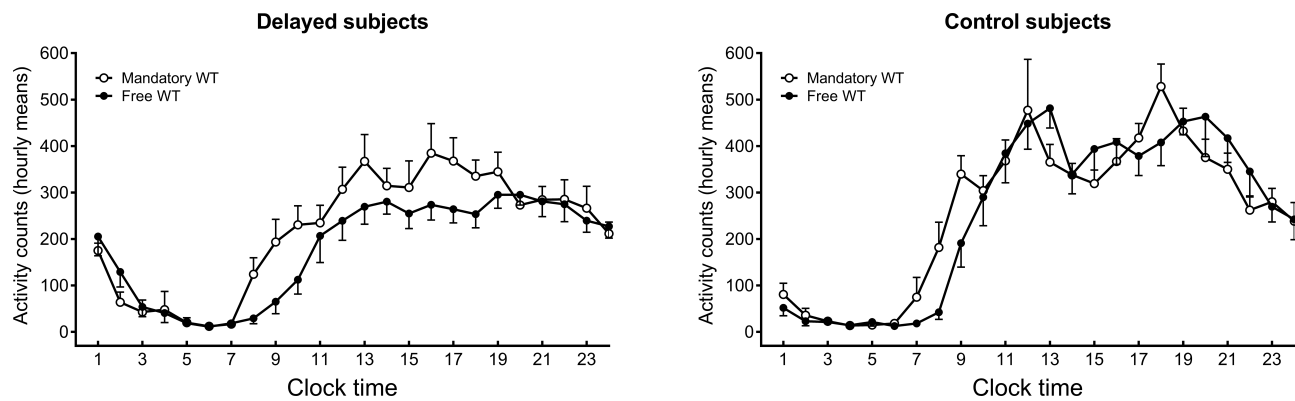 Delayed subjects
600
500
400
300
200
100
0
Activity counts (hourly means)
Mandatory WT
Free WT
1 3 5 7 9 11 13 15 17 19 21 23
Clock time
Control subjects
600
500
400
300
200
100
0
Activity counts (hourly means)
Mandatory WT
Free WT
1 3 5 7 9 11 13 15 17 19 21 23
Clock time